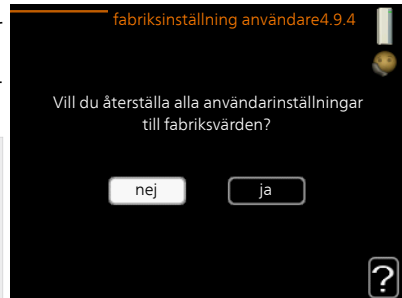 fabriksinställning användare4.9.4
Vill du återställa alla användarinställningar
till fabriksvärden?
nej
ja
?